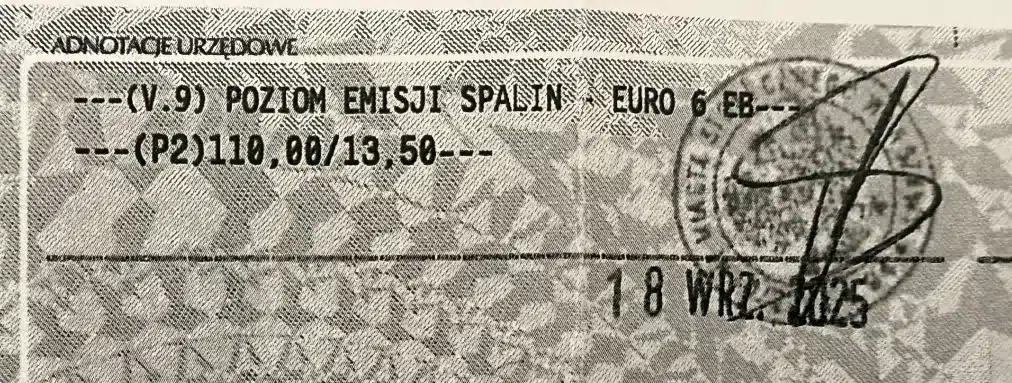 ADNOTACJE URZĘDOWE
---(V.9) POZIOM EMISJI SPALIN - EURO 6 EB---
---(P2)110,00/13,50---
18 WRZ. 2025